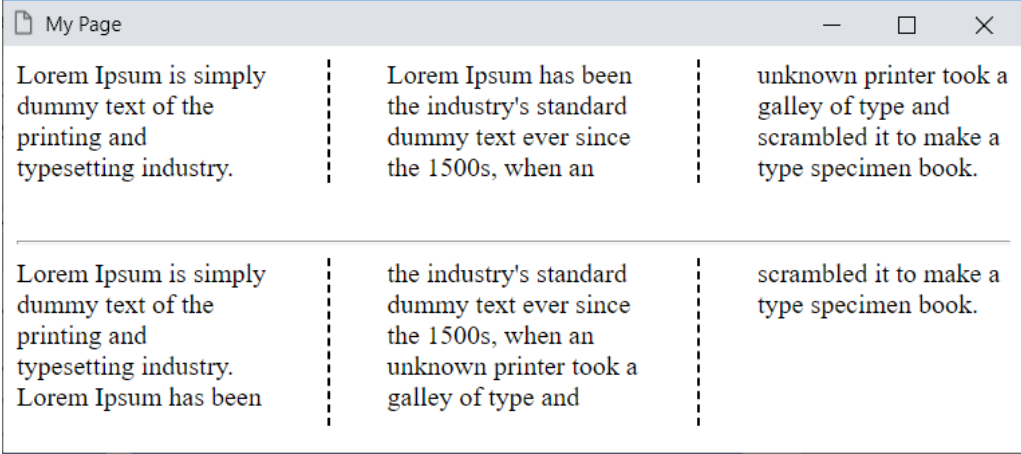 My Page
Lorem Ipsum is simply
dummy text of the
printing and
typesetting industry.
Lorem Ipsum has been
the industry's standard
dummy text ever since
the 1500s, when an
unknown printer took a
galley of type and
scrambled it to make a
type specimen book.
Lorem Ipsum is simply
dummy text of the
printing and
typesetting industry.
Lorem Ipsum has been
the industry's standard
dummy text ever since
the 1500s, when an
unknown printer took a
galley of type and
scrambled it to make a
type specimen book.